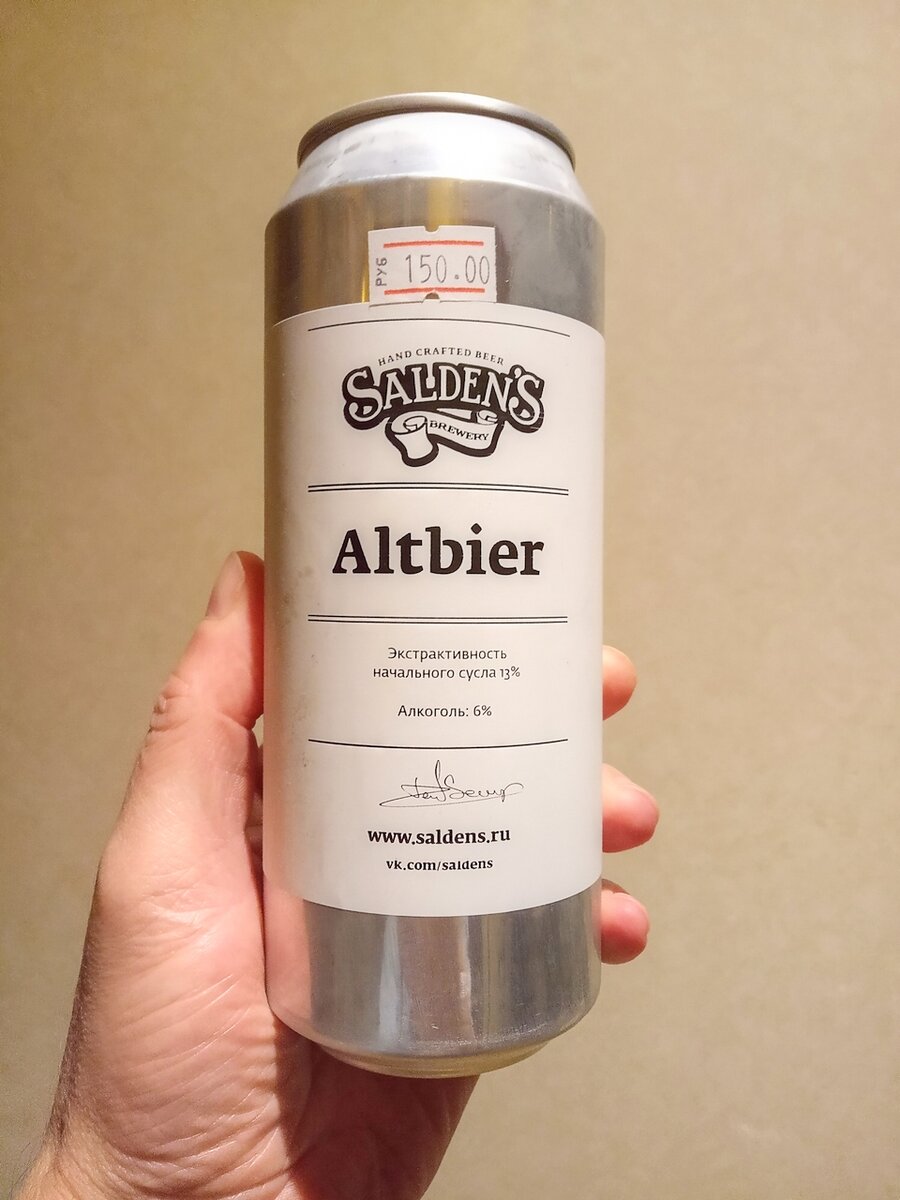 РУБ 150.00
HAND CRAFTED BEER
SALDEN'S
BREWERY
Altbier
Экстрактивность
начального сусла 13%
Алкоголь: 6%
www.saldens.ru
vk.com/saldens